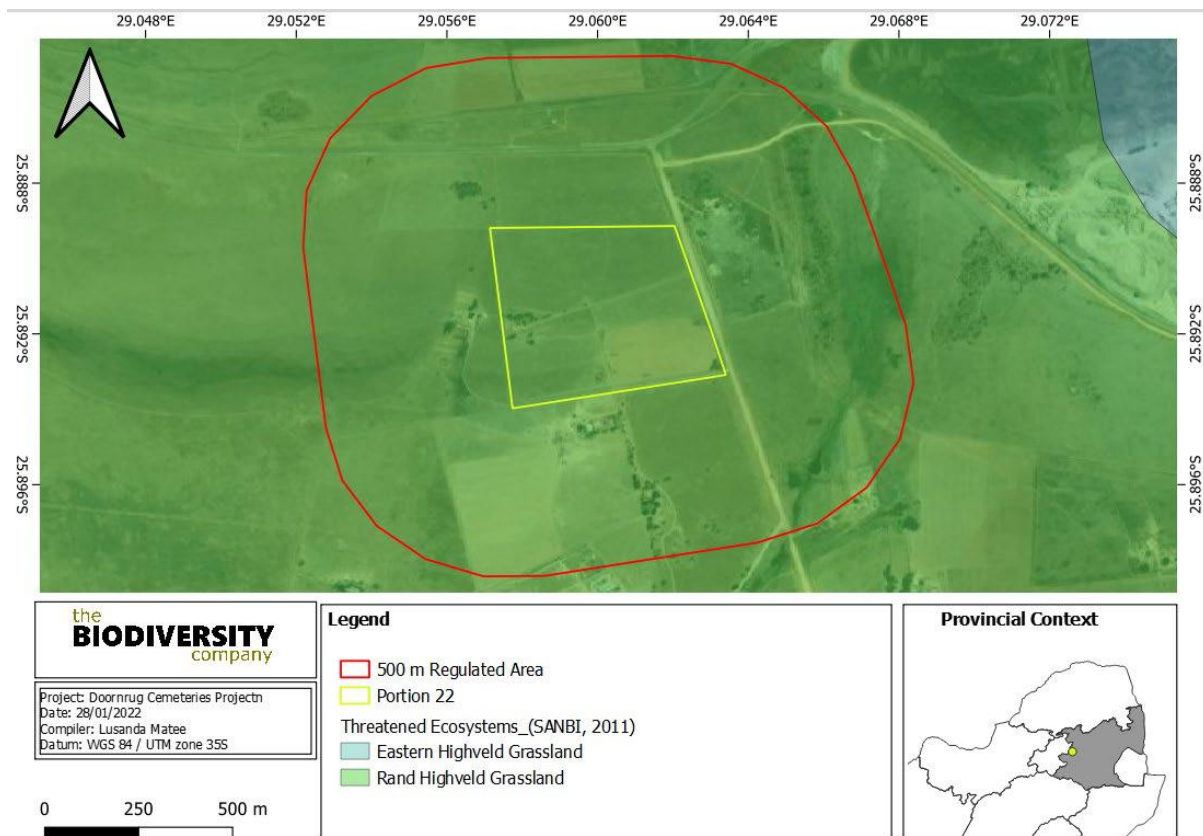 29.048°E 29.052°E 29.056°E 29.060°E 29.064°E 29.068°E 29.072°E
25.888°S 25.888°S
25.892°S 25.892°S
25.896°S 25.896°S
the
BIODIVERSITY
company
Project: Doornrug Cemeteries Projectn
Date: 28/01/2022
Compiler: Lusanda Matee
Datum: WGS 84 / UTM zone 35S
0 250 500 m
Legend
500 m Regulated Area
Portion 22
Threatened Ecosystems_(SANBI, 2011)
Eastern Highveld Grassland
Rand Highveld Grassland
Provincial Context